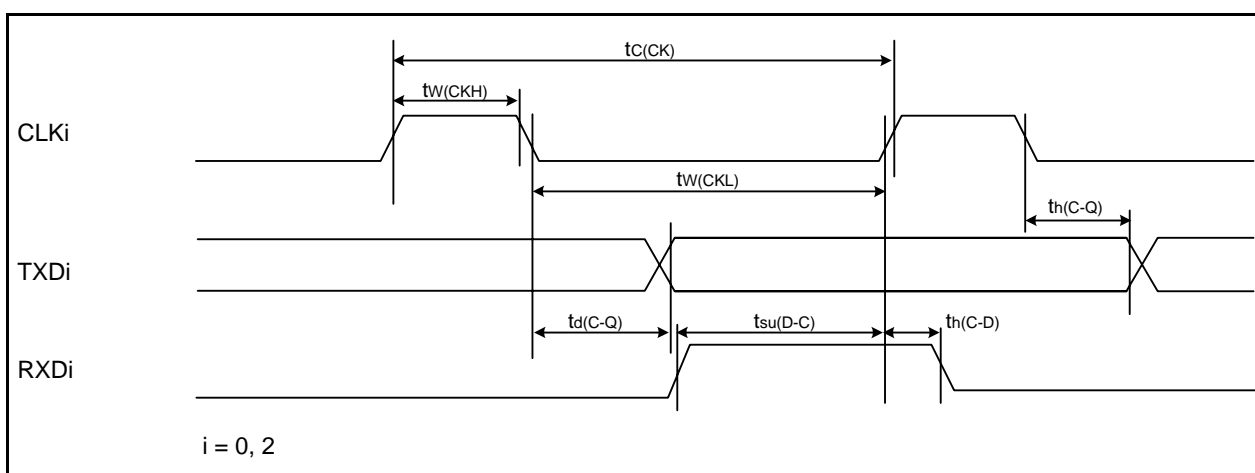 tC(CK)
tW(CKH)
CLKi
tW(CKL)
th(C-Q)
TXDi
td(C-Q)
tsu(D-C)
th(C-D)
RXDi
i = 0, 2